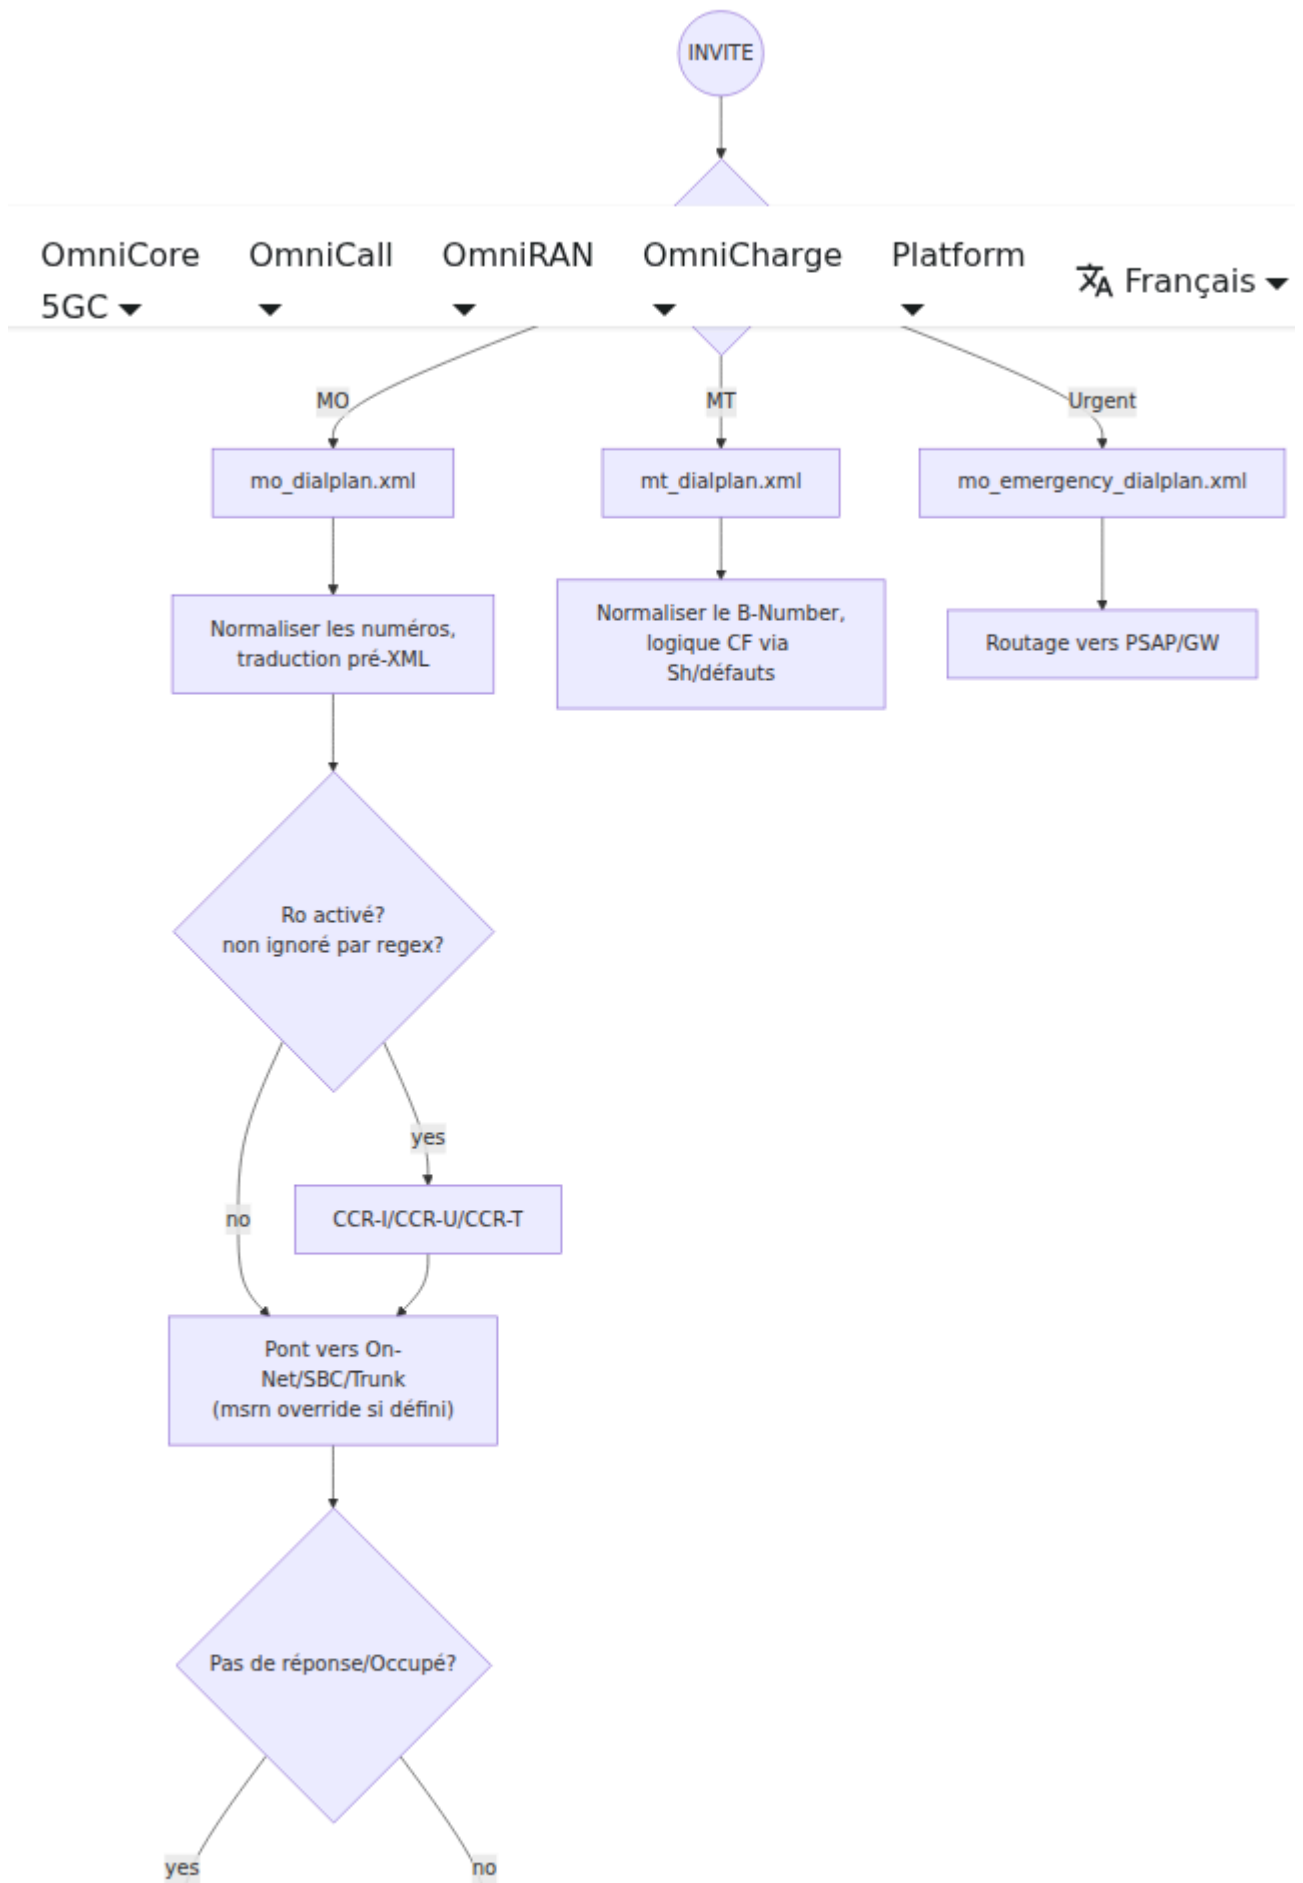 INVITE
OmniCore
5GC
OmniCall
OmniRAN
OmniCharge
Platform
Français
MO
MT
Urgent
mo_dialplan.xml
mt_dialplan.xml
mo_emergency_dialplan.xml
Normaliser les numéros,
traduction pré-XML
Normaliser le B-Number,
logique CF via
Sh/défauts
Routage vers PSAP/GW
Ro activé?
non ignoré par regex?
yes
no
CCR-I/CCR-U/CCR-T
Pont vers On-
Net/SBC/Trunk
(msrn override si défini)
Pas de réponse/Occupé?
yes
no